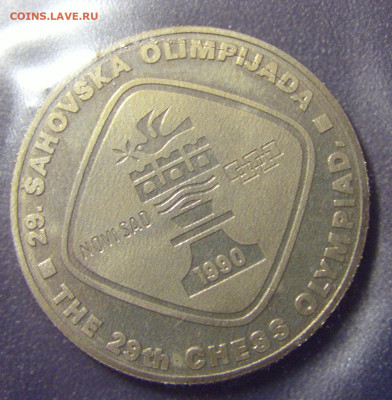 COINS.LAVE.RU
29. ŠAHOVSKA OLIMPIJADA
THE 29th CHESS OLYMPIAD,
NOVI SAD
1990